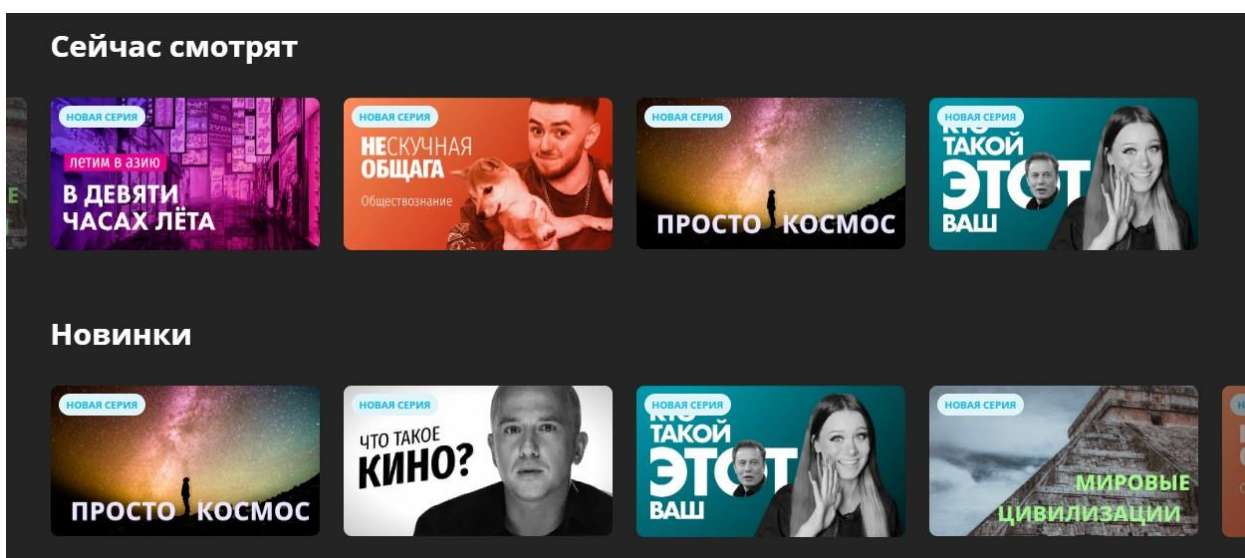 Сейчас смотрят
НОВАЯ СЕРИЯ
летим в азию
В ДЕВЯТИ
ЧАСАХ ЛЁТА
НОВАЯ СЕРИЯ
НЕСКУЧНАЯ
ОБЩАГА
Обществознание
НОВАЯ СЕРИЯ
ПРОСТО КОСМОС
НОВАЯ СЕРИЯ
КТО
ТАКОЙ
ЭТОТ
ВАШ
Новинки
НОВАЯ СЕРИЯ
ПРОСТО КОСМОС
НОВАЯ СЕРИЯ
ЧТО ТАКОЕ
КИНО?
НОВАЯ СЕРИЯ
КТО
ТАКОЙ
ЭТОТ
ВАШ
НОВАЯ СЕРИЯ
МИРОВЫЕ
ЦИВИЛИЗАЦИИ